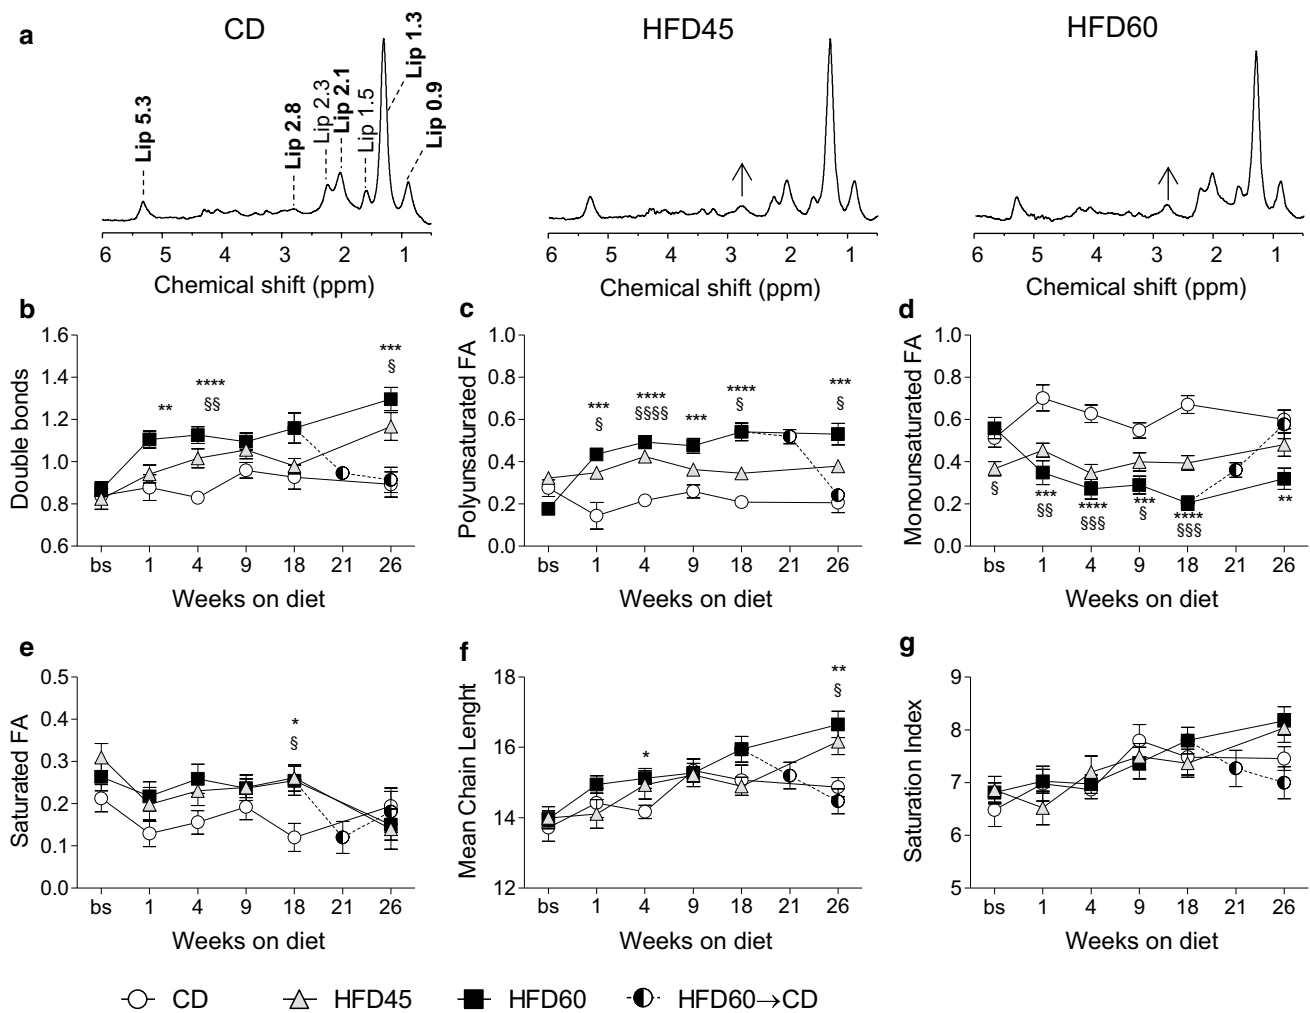 a
CD
HFD45
HFD60
Lip 5.3
Lip 2.8
Lip 2.3
Lip 2.1
Lip 1.5
Lip 1.3
Lip 0.9
6 5 4 3 2 1
Chemical shift (ppm)
6 5 4 3 2 1
Chemical shift (ppm)
6 5 4 3 2 1
Chemical shift (ppm)
b
Double bonds
1.6
1.4
1.2
1.0
0.8
0.6
**
****
§§
***
§
bs 1 4 9 18 21 26
Weeks on diet
c
Polyunsaturated FA
1.0
0.8
0.6
0.4
0.2
0.0
***
§
****
§§§§
***
****
§
***
§
bs 1 4 9 18 21 26
Weeks on diet
d
Monounsaturated FA
1.0
0.8
0.6
0.4
0.2
0.0
§
***
§§
****
§§§
***
§
****
§§§
**
bs 1 4 9 18 21 26
Weeks on diet
e
Saturated FA
0.5
0.4
0.3
0.2
0.1
0.0
*
§
bs 1 4 9 18 21 26
Weeks on diet
f
Mean Chain Lenght
18
16
14
12
*
**
§
bs 1 4 9 18 21 26
Weeks on diet
g
Saturation Index
9
8
7
6
5
bs 1 4 9 18 21 26
Weeks on diet
CD HFD45 HFD60 HFD60→CD